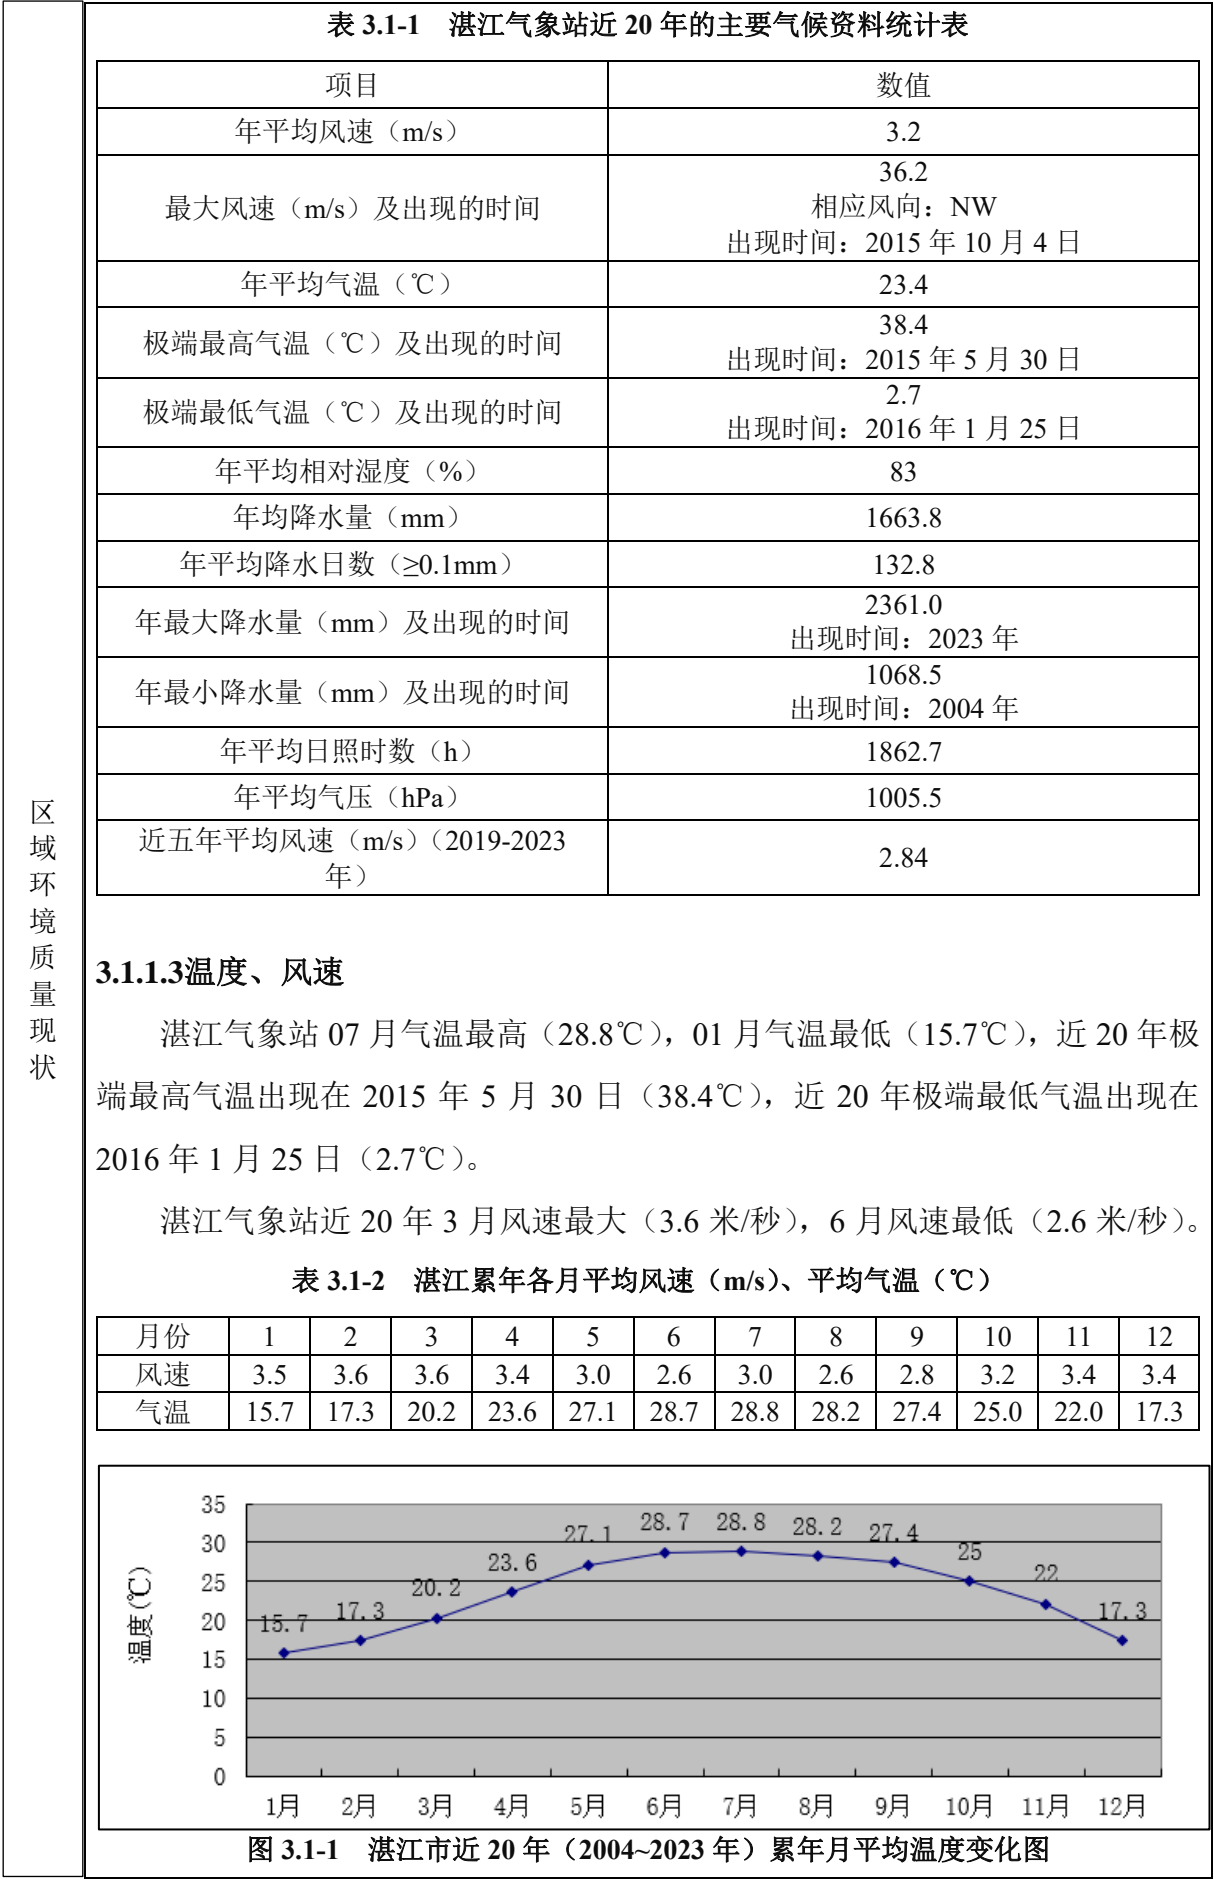 区
域
环
境
质
量
现
状
表 3.1-1 湛江气象站近 20 年的主要气候资料统计表
项目 数值
年平均风速（m/s） 3.2
最大风速（m/s）及出现的时间 36.2
相应风向：NW
出现时间：2015 年 10 月 4 日
年平均气温（℃） 23.4
极端最高气温（℃）及出现的时间 38.4
出现时间：2015 年 5 月 30 日
极端最低气温（℃）及出现的时间 2.7
出现时间：2016 年 1 月 25 日
年平均相对湿度（%） 83
年均降水量（mm） 1663.8
年平均降水日数（≥0.1mm） 132.8
年最大降水量（mm）及出现的时间 2361.0
出现时间：2023 年
年最小降水量（mm）及出现的时间 1068.5
出现时间：2004 年
年平均日照时数（h） 1862.7
年平均气压（hPa） 1005.5
近五年平均风速（m/s）（2019-2023
年） 2.84
3.1.1.3温度、风速
湛江气象站 07 月气温最高（28.8℃），01 月气温最低（15.7℃），近 20 年极
端最高气温出现在 2015 年 5 月 30 日（38.4℃），近 20 年极端最低气温出现在
2016 年 1 月 25 日（2.7℃）。
湛江气象站近 20 年 3 月风速最大（3.6 米/秒），6 月风速最低（2.6 米/秒）。
表 3.1-2 湛江累年各月平均风速（m/s）、平均气温（℃）
月份 1 2 3 4 5 6 7 8 9 10 11 12
风速 3.5 3.6 3.6 3.4 3.0 2.6 3.0 2.6 2.8 3.2 3.4 3.4
气温 15.7 17.3 20.2 23.6 27.1 28.7 28.8 28.2 27.4 25.0 22.0 17.3
温度(℃)
35
30
25
20
15
10
5
0
15.7 17.3 20.2 23.6 27.1 28.7 28.8 28.2 27.4 25 22 17.3
1月 2月 3月 4月 5月 6月 7月 8月 9月 10月 11月 12月
图 3.1-1 湛江市近 20 年（2004~2023 年）累年月平均温度变化图